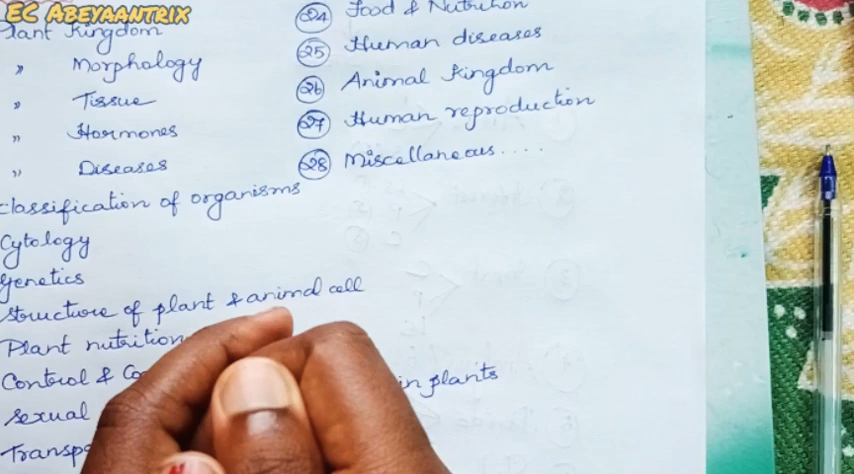 EC ABEYAANTRIX
Plant Kingdom
" Morphology
" Tissue
" Hormones
" Diseases
Classification of organisms
Cytology
Genetics
Structure of plant & animal cell
Plant nutrition
Control & Co in plants
Sexual
Transpo
24 Food & Nutrition
25 Human diseases
26 Animal Kingdom
27 Human reproduction
28 Miscellaneous....